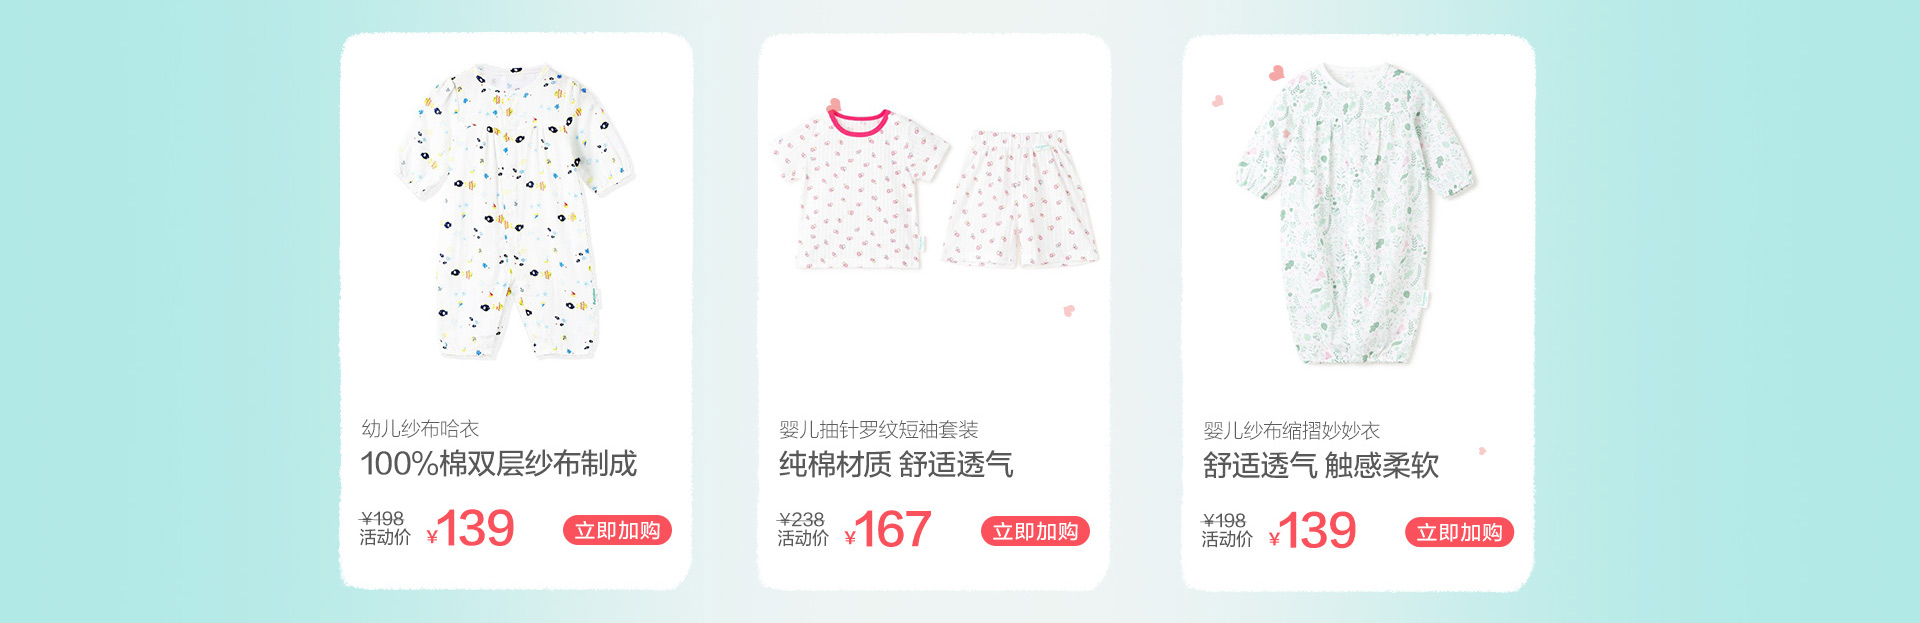 幼儿纱布哈衣
100%棉双层纱布制成
¥198
活动价 ¥139
立即加购
婴儿抽针罗纹短袖套装
纯棉材质 舒适透气
¥238
活动价 ¥167
立即加购
婴儿纱布缩摺妙妙衣
舒适透气 触感柔软
¥198
活动价 ¥139
立即加购